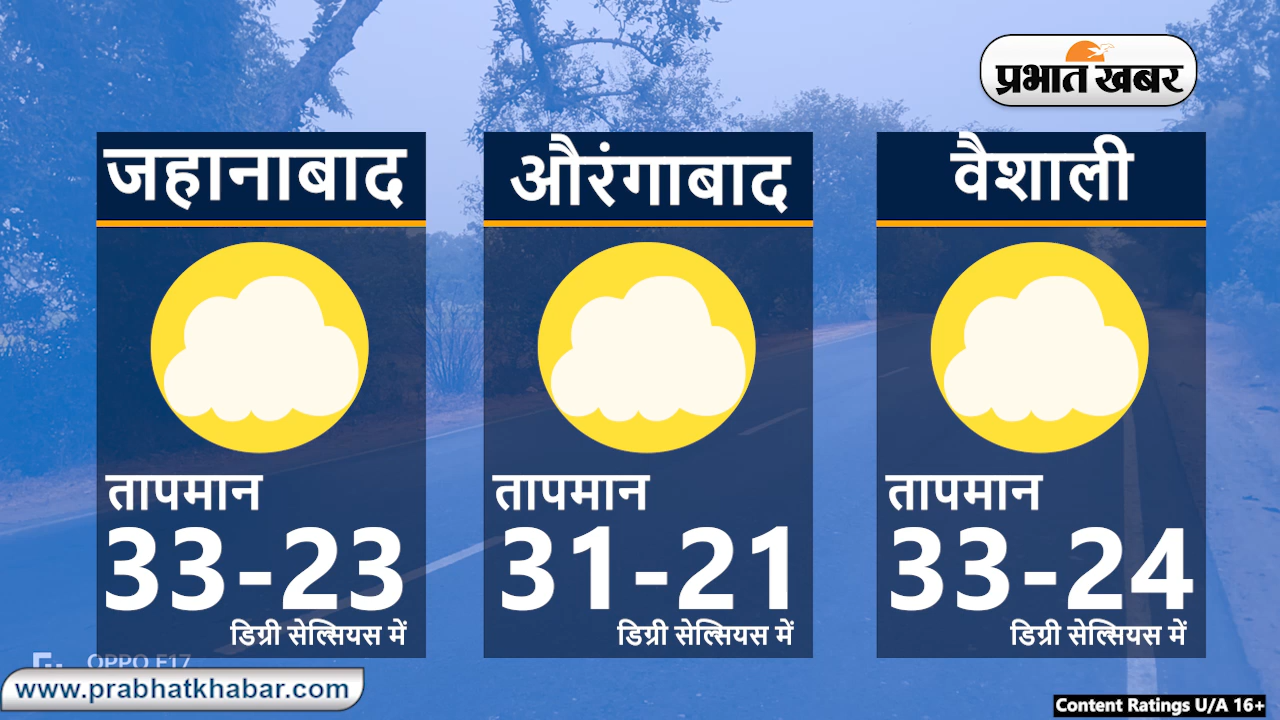 प्रभात खबर
जहानाबाद
तापमान
33-23
डिग्री सेल्सियस में
औरंगाबाद
तापमान
31-21
डिग्री सेल्सियस में
वैशाली
तापमान
33-24
डिग्री सेल्सियस में
OPPO F17
www.prabhatkhabar.com
Content Ratings U/A 16+